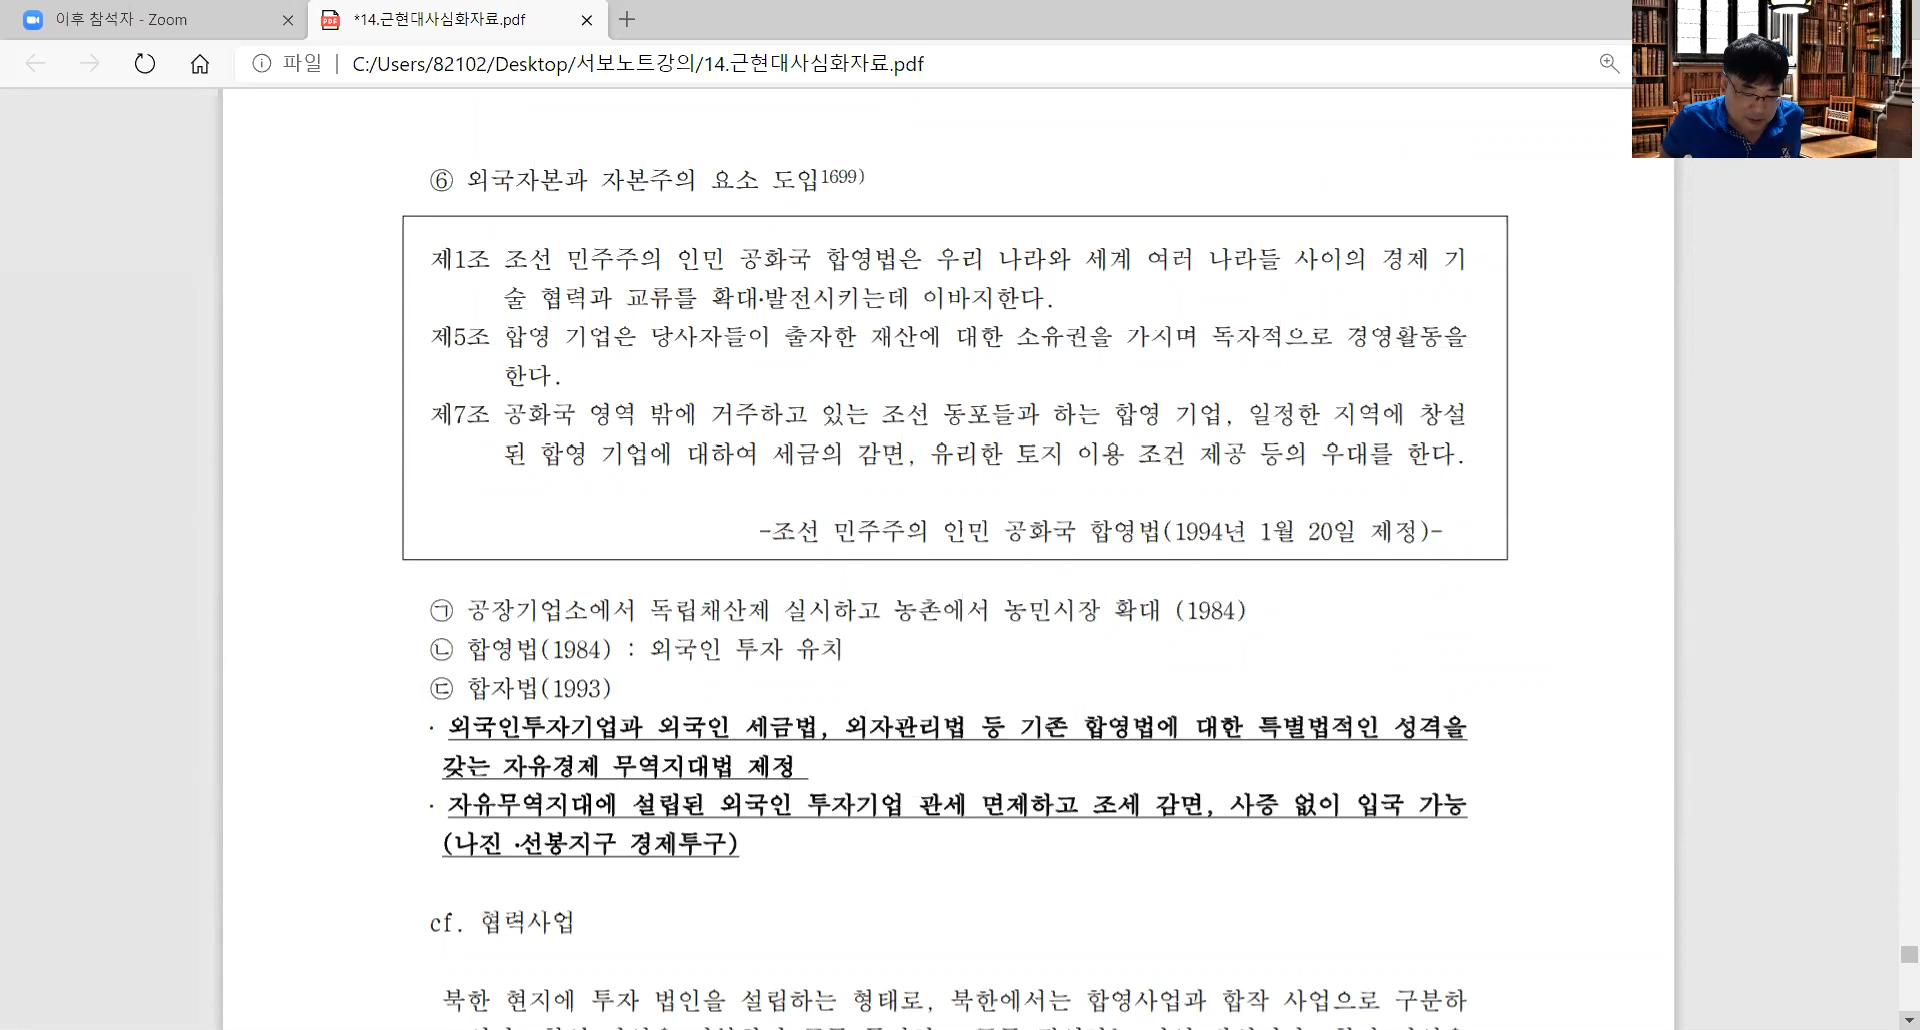 이후 참석자 - Zoom
*14.근현대사심화자료.pdf
파일 | C:/Users/82102/Desktop/서보노트강의/14.근현대사심화자료.pdf
⑥ 외국자본과 자본주의 요소 도입1699)
제1조 조선 민주주의 인민 공화국 합영법은 우리 나라와 세계 여러 나라들 사이의 경제 기
술 협력과 교류를 확대·발전시키는데 이바지한다.
제5조 합영 기업은 당사자들이 출자한 재산에 대한 소유권을 가시며 독자적으로 경영활동을
한다.
제7조 공화국 영역 밖에 거주하고 있는 조선 동포들과 하는 합영 기업, 일정한 지역에 창설
된 합영 기업에 대하여 세금의 감면, 유리한 토지 이용 조건 제공 등의 우대를 한다.
-조선 민주주의 인민 공화국 합영법(1994년 1월 20일 제정)-
㉠ 공장기업소에서 독립채산제 실시하고 농촌에서 농민시장 확대 (1984)
㉡ 합영법(1984) : 외국인 투자 유치
㉢ 합자법(1993)
· 외국인투자기업과 외국인 세금법, 외자관리법 등 기존 합영법에 대한 특별법적인 성격을
갖는 자유경제 무역지대법 제정
· 자유무역지대에 설립된 외국인 투자기업 관세 면제하고 조세 감면, 사증 없이 입국 가능
(나진 ·선봉지구 경제투구)
cf. 협력사업
북한 현지에 투자 법인을 설립하는 형태로, 북한에서는 합영사업과 합작 사업으로 구분하